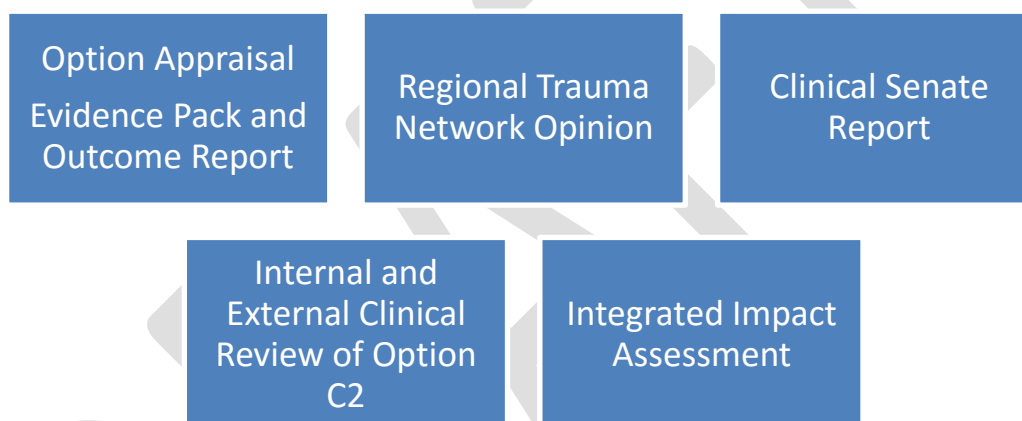 Option Appraisal
Evidence Pack and
Outcome Report
Regional Trauma
Network Opinion
Clinical Senate
Report
Internal and
External Clinical
Review of Option
C2
Integrated Impact
Assessment